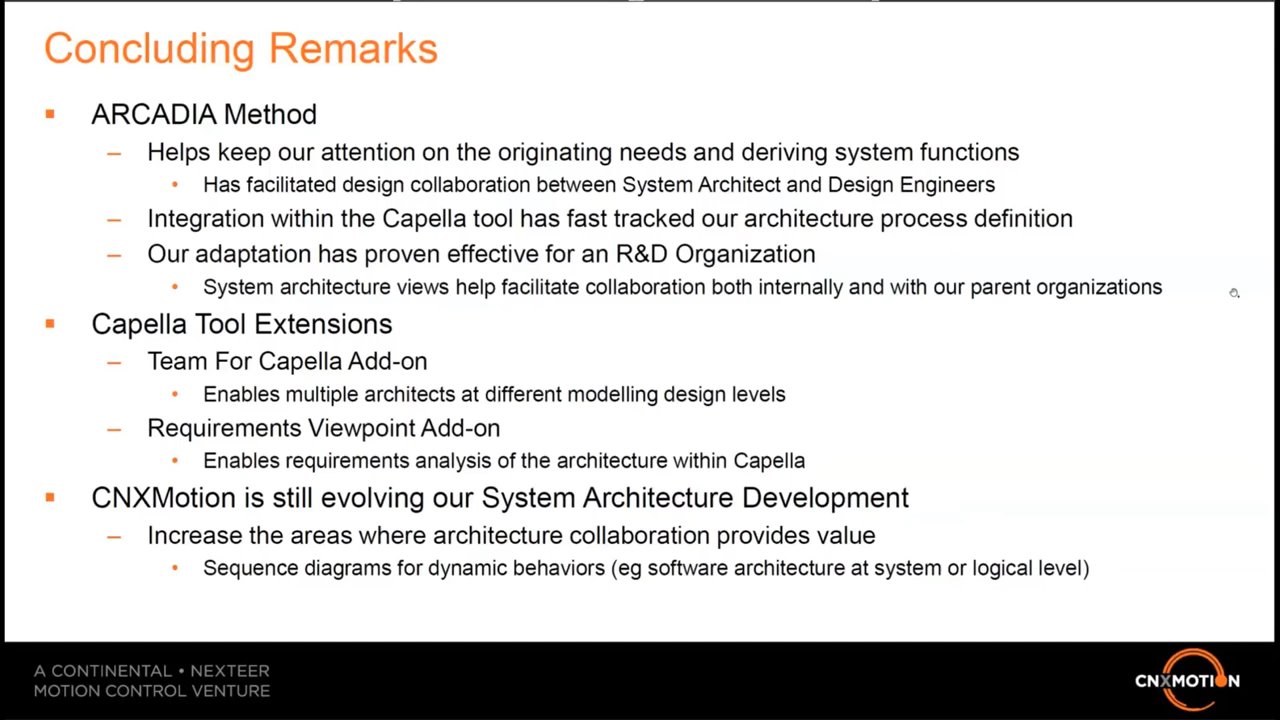 Concluding Remarks
▪ ARCADIA Method
– Helps keep our attention on the originating needs and deriving system functions
• Has facilitated design collaboration between System Architect and Design Engineers
– Integration within the Capella tool has fast tracked our architecture process definition
– Our adaptation has proven effective for an R&D Organization
• System architecture views help facilitate collaboration both internally and with our parent organizations
▪ Capella Tool Extensions
– Team For Capella Add-on
• Enables multiple architects at different modelling design levels
– Requirements Viewpoint Add-on
• Enables requirements analysis of the architecture within Capella
▪ CNXMotion is still evolving our System Architecture Development
– Increase the areas where architecture collaboration provides value
• Sequence diagrams for dynamic behaviors (eg software architecture at system or logical level)
A CONTINENTAL • NEXTEER
MOTION CONTROL VENTURE
CNXMOTION